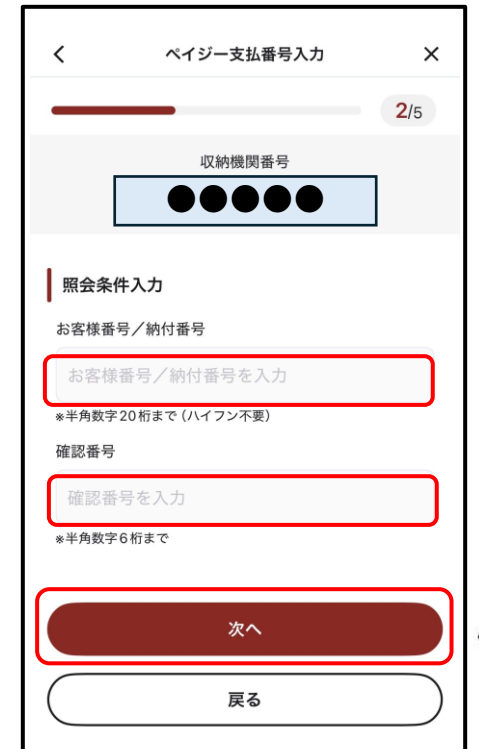 ペイジー支払番号入力
2/5
収納機関番号
●●●●●
照会条件入力
お客様番号／納付番号
お客様番号／納付番号を入力
※半角数字20桁まで（ハイフン不要）
確認番号
確認番号を入力
※半角数字6桁まで
次へ
戻る